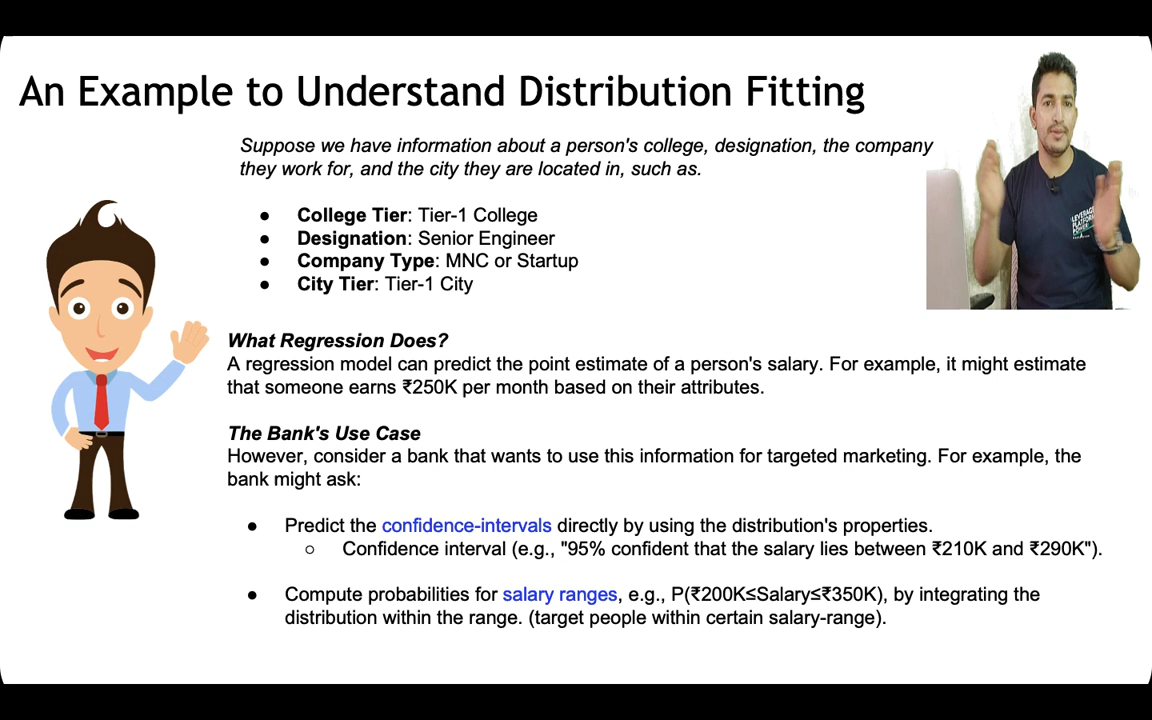 An Example to Understand Distribution Fitting
Suppose we have information about a person's college, designation, the company
they work for, and the city they are located in, such as.
● College Tier: Tier-1 College
● Designation: Senior Engineer
● Company Type: MNC or Startup
● City Tier: Tier-1 City
LEVERAGE
PLATFORM
POWER
What Regression Does?
A regression model can predict the point estimate of a person's salary. For example, it might estimate
that someone earns ₹250K per month based on their attributes.
The Bank's Use Case
However, consider a bank that wants to use this information for targeted marketing. For example, the
bank might ask:
● Predict the confidence-intervals directly by using the distribution's properties.
○ Confidence interval (e.g., "95% confident that the salary lies between ₹210K and ₹290K").
● Compute probabilities for salary ranges, e.g., P(₹200K≤Salary≤₹350K), by integrating the
distribution within the range. (target people within certain salary-range).